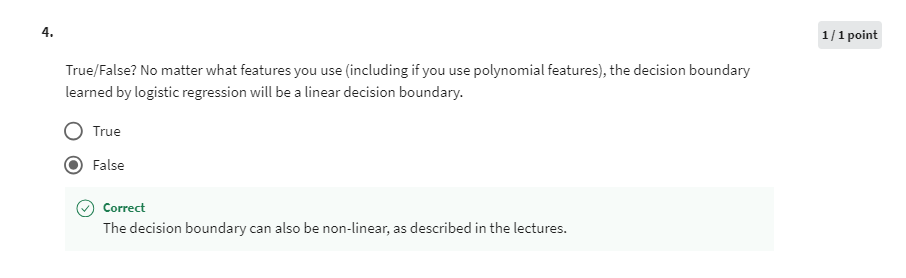 4.
1 / 1 point
True/False? No matter what features you use (including if you use polynomial features), the decision boundary
learned by logistic regression will be a linear decision boundary.
True
False
Correct
The decision boundary can also be non-linear, as described in the lectures.